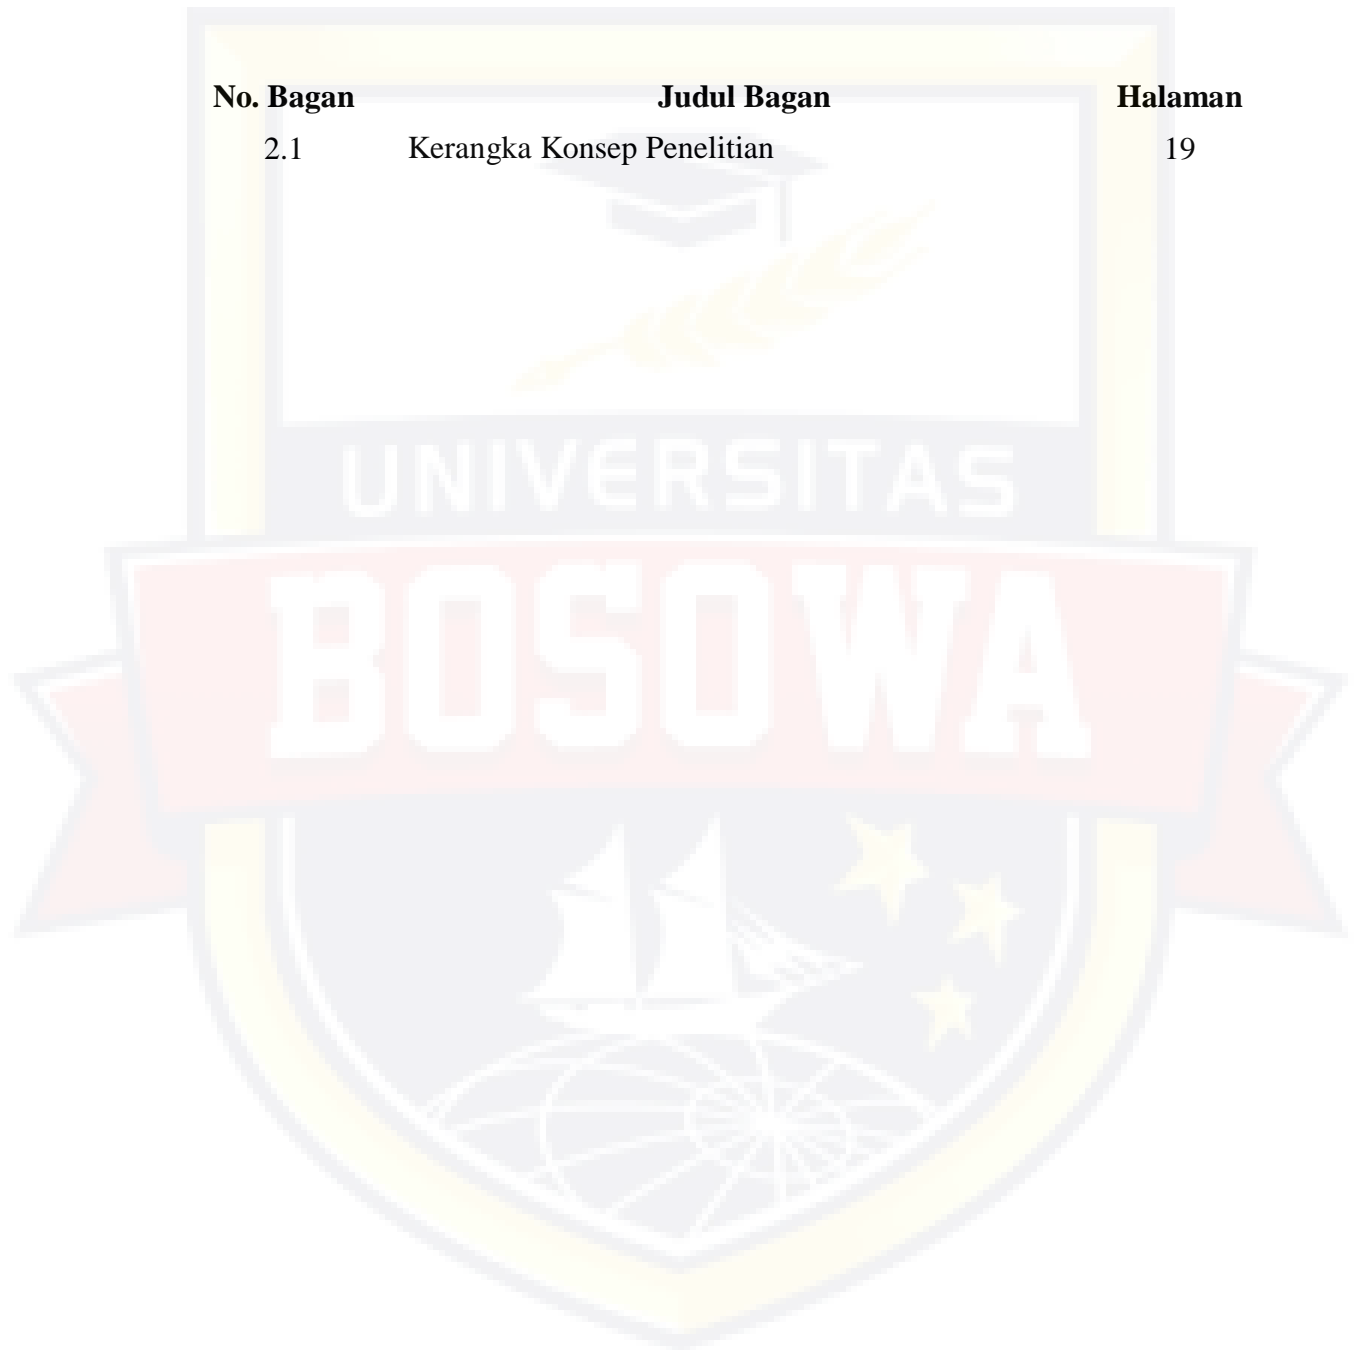 No. Bagan Judul Bagan Halaman
2.1 Kerangka Konsep Penelitian 19
UNIVERSITAS
BOSOWA